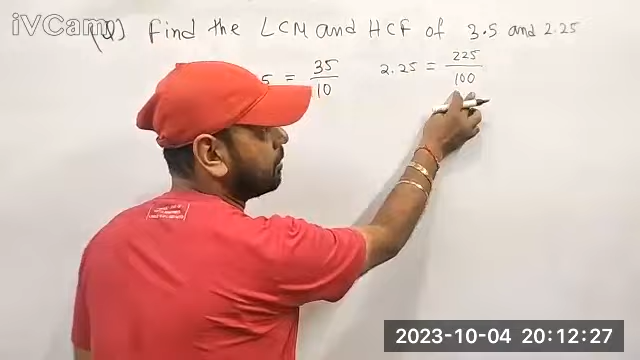 iVCam
(Q) Find the LCM and HCF of 3.5 and 2.25
5 = 35/10 2.25 = 225/100
2023-10-04 20:12:27